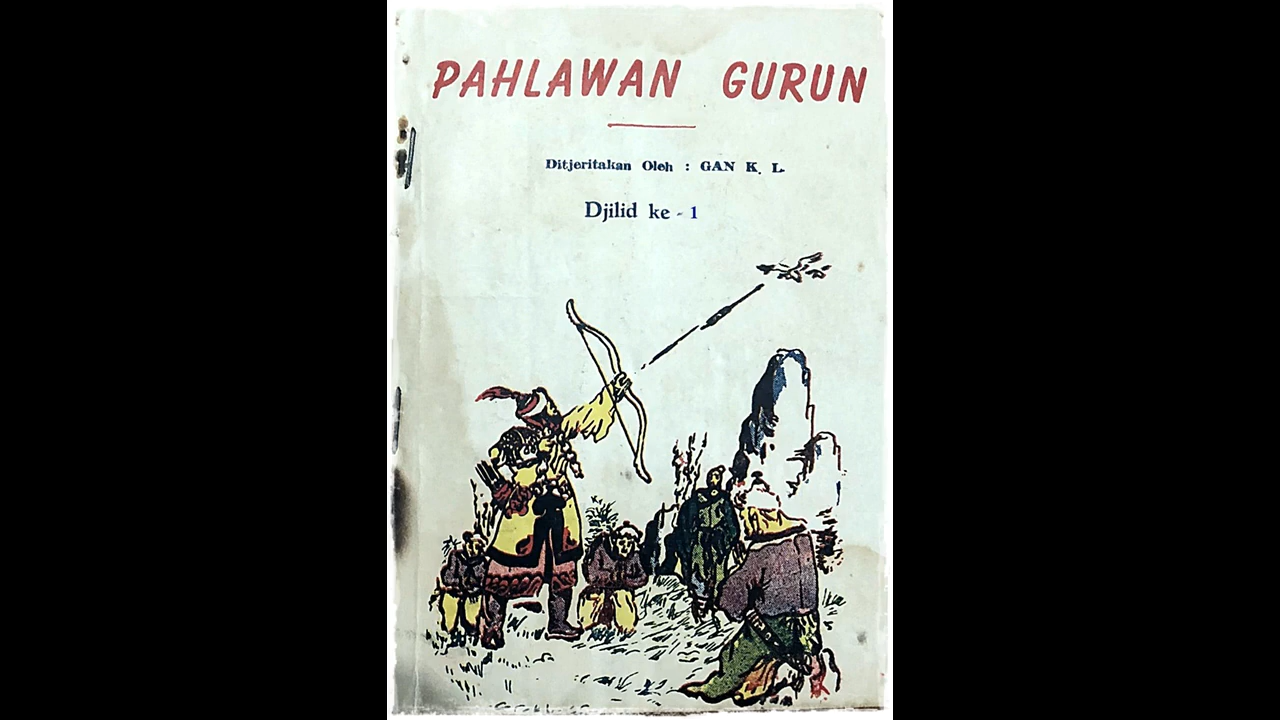 PAHLAWAN GURUN
Ditjeritakan Oleh : GAN K. L.
Djilid ke - 1